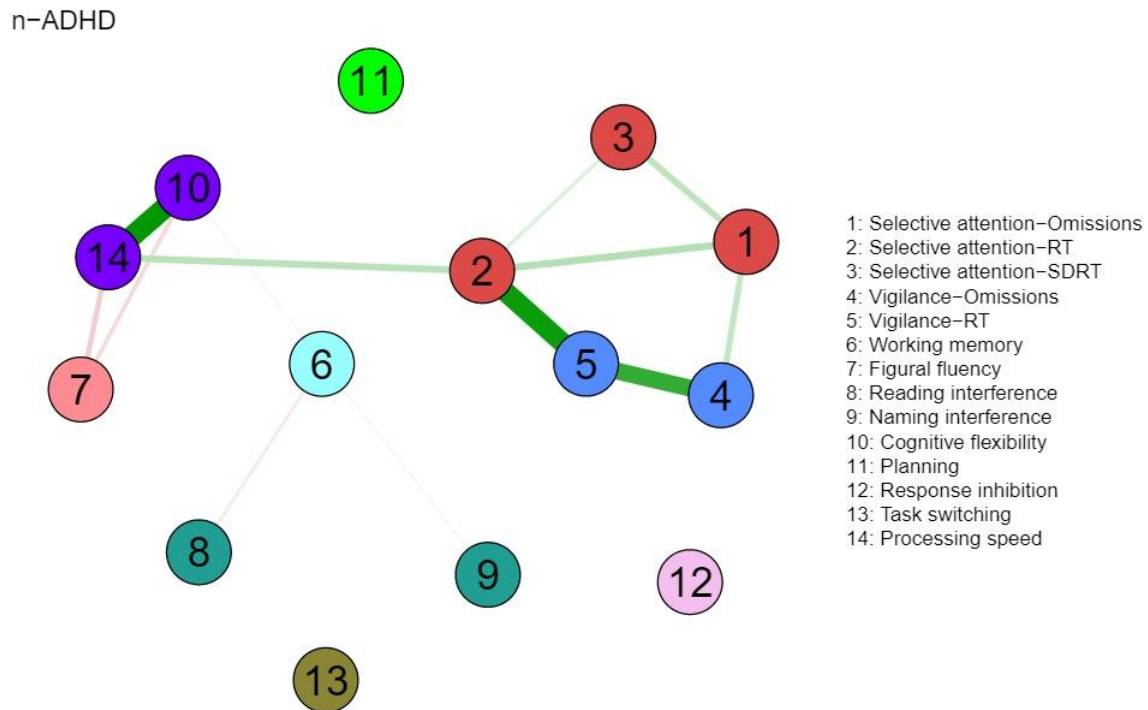 n−ADHD
11
3
10
1
14
2
6
5
4
7
8
9
12
13
1: Selective attention−Omissions
2: Selective attention−RT
3: Selective attention−SDRT
4: Vigilance−Omissions
5: Vigilance−RT
6: Working memory
7: Figural fluency
8: Reading interference
9: Naming interference
10: Cognitive flexibility
11: Planning
12: Response inhibition
13: Task switching
14: Processing speed